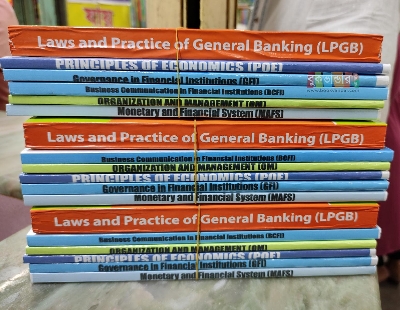 Laws and Practice of General Banking (LPGB)
PRINCIPLES OF ECONOMICS (POE)
Governance in Financial Institutions (GFI)
Business Communication in Financial Institutions (BCFI)
ORGANIZATION AND MANAGEMENT (OM)
Monetary and Financial System (MAFS)
Laws and Practice of General Banking (LPGB)
Business Communication in Financial Institutions (BCFI)
ORGANIZATION AND MANAGEMENT (OM)
PRINCIPLES OF ECONOMICS (POE)
Governance in Financial Institutions (GFI)
Monetary and Financial System (MAFS)
Laws and Practice of General Banking (LPGB)
Business Communication in Financial Institutions (BCFI)
ORGANIZATION AND MANAGEMENT (OM)
PRINCIPLES OF ECONOMICS (POE)
Governance in Financial Institutions (GFI)
Monetary and Financial System (MAFS)